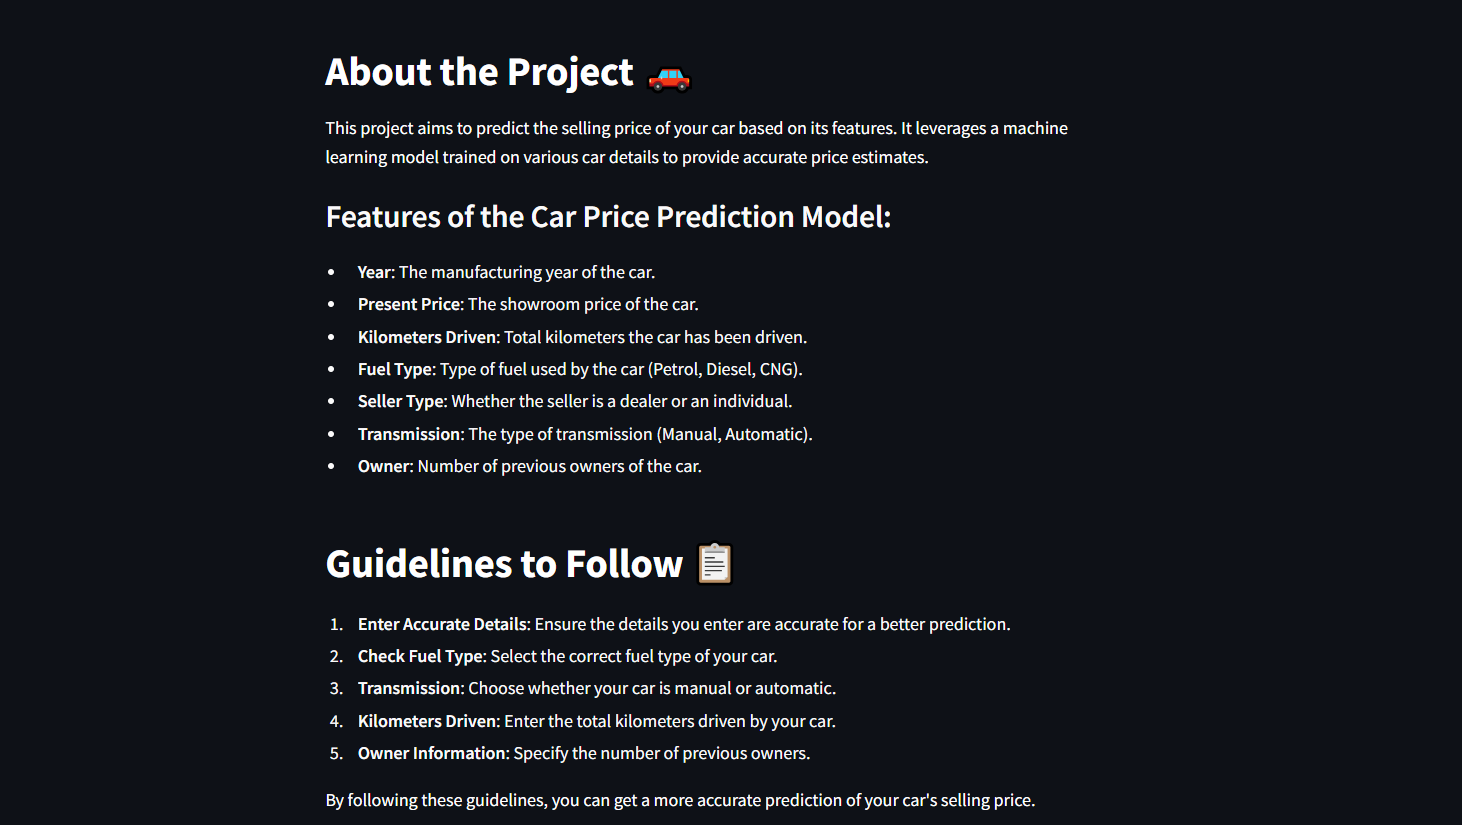 About the Project 🚗
This project aims to predict the selling price of your car based on its features. It leverages a machine
learning model trained on various car details to provide accurate price estimates.
Features of the Car Price Prediction Model:
• Year: The manufacturing year of the car.
• Present Price: The showroom price of the car.
• Kilometers Driven: Total kilometers the car has been driven.
• Fuel Type: Type of fuel used by the car (Petrol, Diesel, CNG).
• Seller Type: Whether the seller is a dealer or an individual.
• Transmission: The type of transmission (Manual, Automatic).
• Owner: Number of previous owners of the car.
Guidelines to Follow 📋
1. Enter Accurate Details: Ensure the details you enter are accurate for a better prediction.
2. Check Fuel Type: Select the correct fuel type of your car.
3. Transmission: Choose whether your car is manual or automatic.
4. Kilometers Driven: Enter the total kilometers driven by your car.
5. Owner Information: Specify the number of previous owners.
By following these guidelines, you can get a more accurate prediction of your car's selling price.